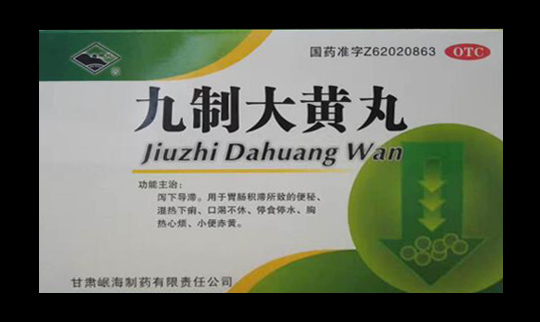 国药准字Z62020863
OTC
九制大黄丸
Jiuzhi Dahuang Wan
功能主治：
泻下导滞。用于胃肠积滞所致的便秘、
湿热下痢、口渴不休、停食停水、胸
热心烦、小便赤黄。
甘肃岷海制药有限责任公司